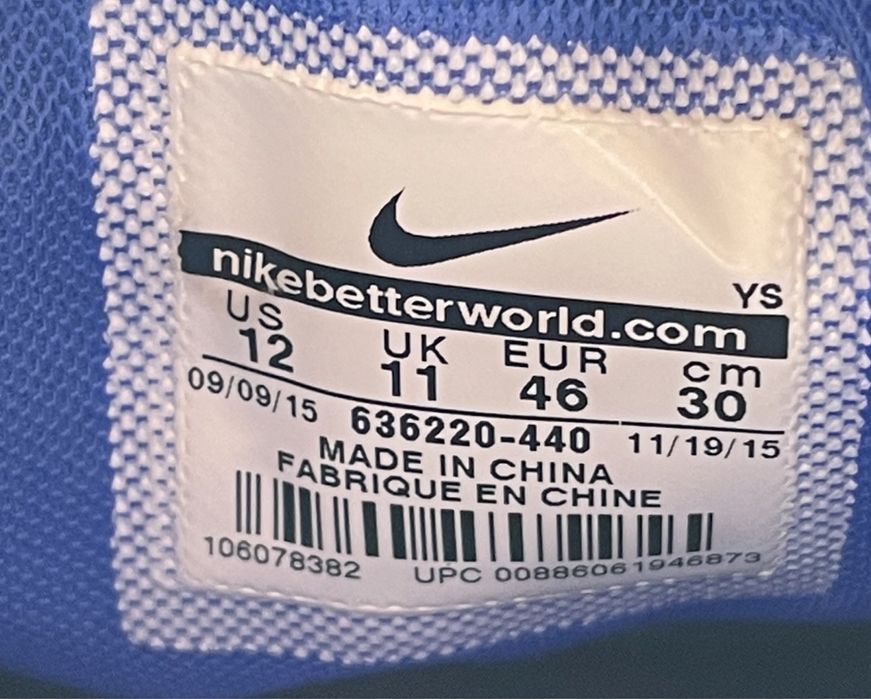 YS
nikebetterworld.com
US UK EUR cm
12 11 46 30
09/09/15 636220-440 11/19/15
MADE IN CHINA
FABRIQUE EN CHINE
106078382 UPC 00886061946873